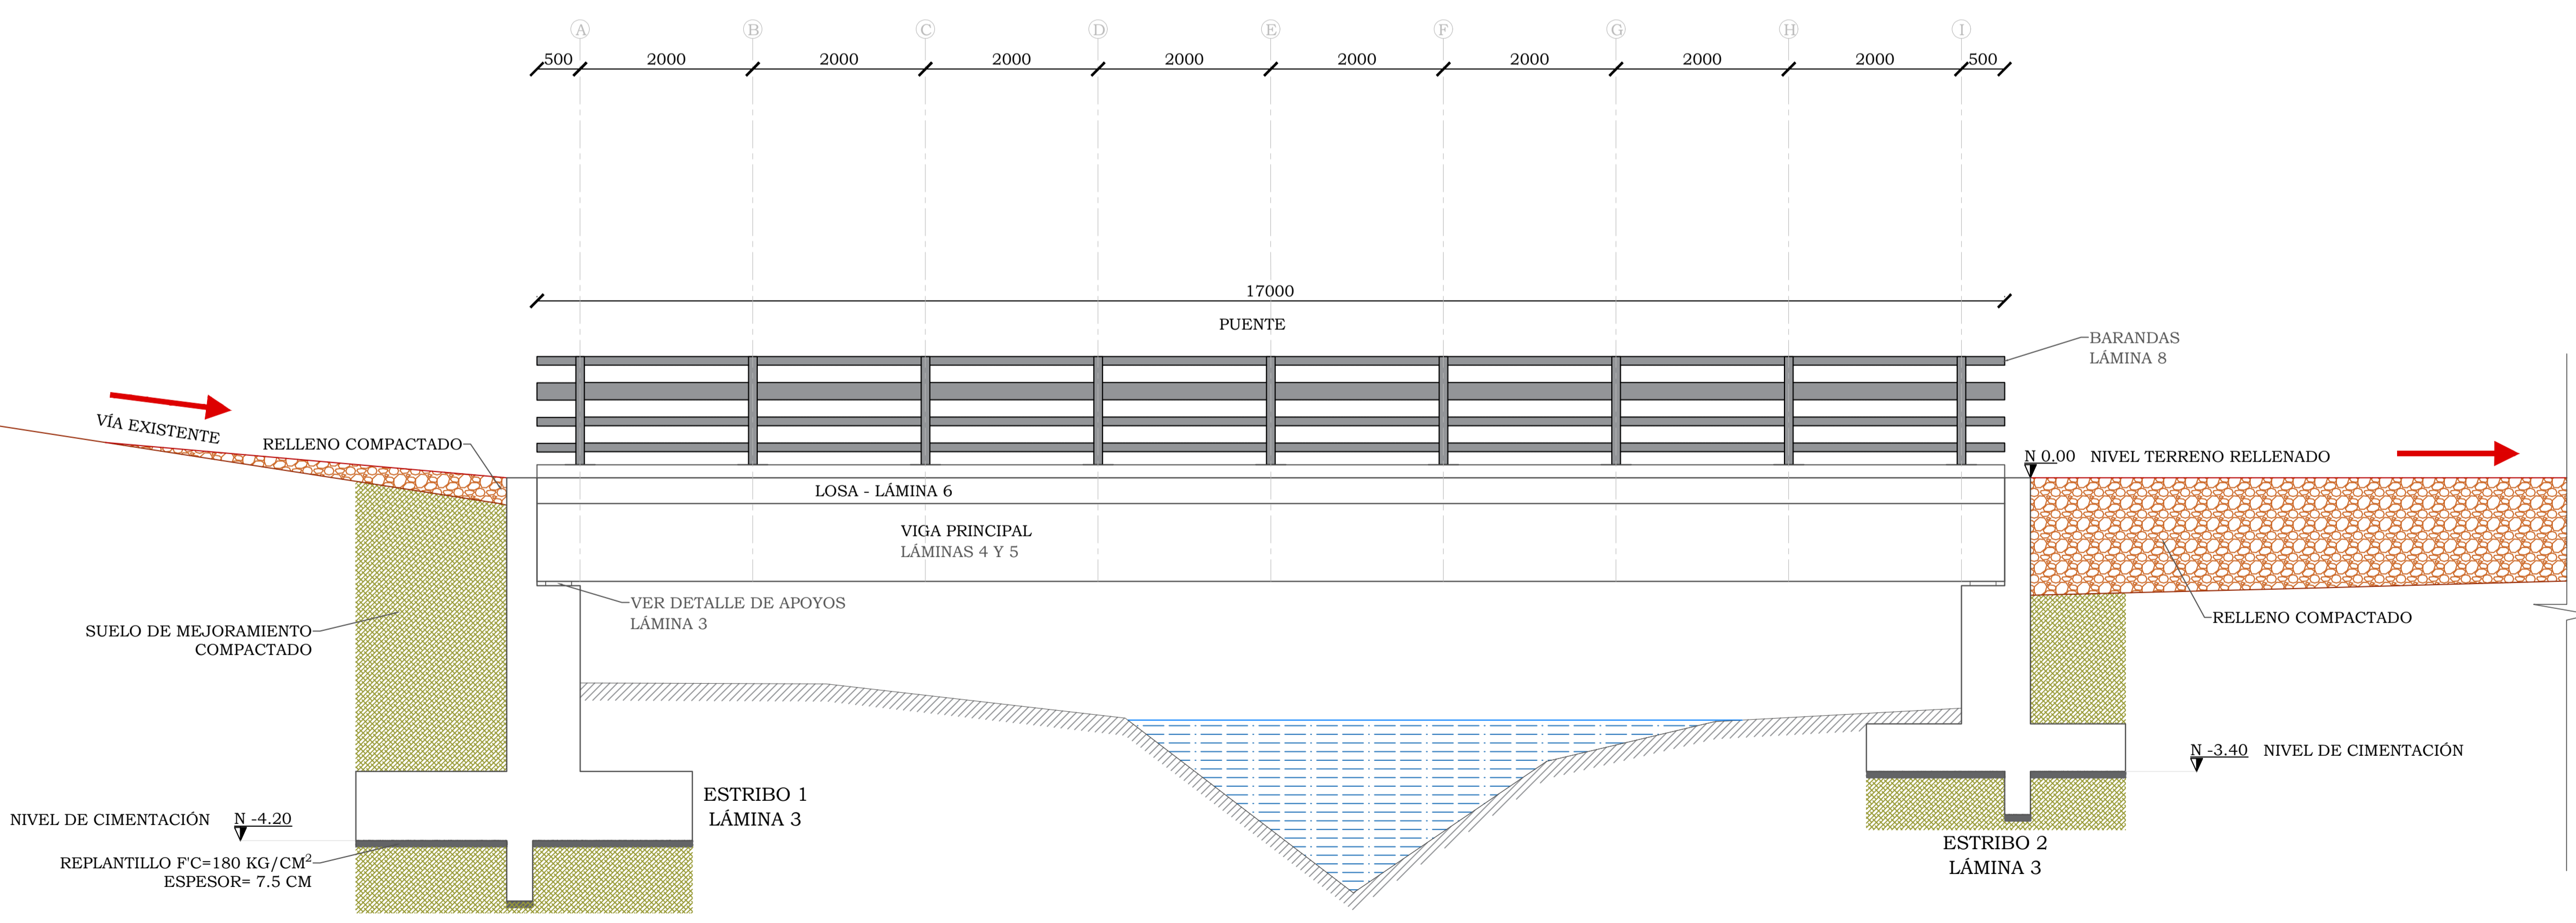 A B C D E F G H I
500 2000 2000 2000 2000 2000 2000 2000 2000 500
17000
PUENTE
BARANDAS
LÁMINA 8
VÍA EXISTENTE
RELLENO COMPACTADO
N 0.00 NIVEL TERRENO RELLENADO
LOSA - LÁMINA 6
VIGA PRINCIPAL
LÁMINAS 4 Y 5
VER DETALLE DE APOYOS
LÁMINA 3
RELLENO COMPACTADO
SUELO DE MEJORAMIENTO
COMPACTADO
N -3.40 NIVEL DE CIMENTACIÓN
ESTRIBO 1
LÁMINA 3
NIVEL DE CIMENTACIÓN N -4.20
ESTRIBO 2
LÁMINA 3
REPLANTILLO F'C=180 KG/CM²
ESPESOR= 7.5 CM